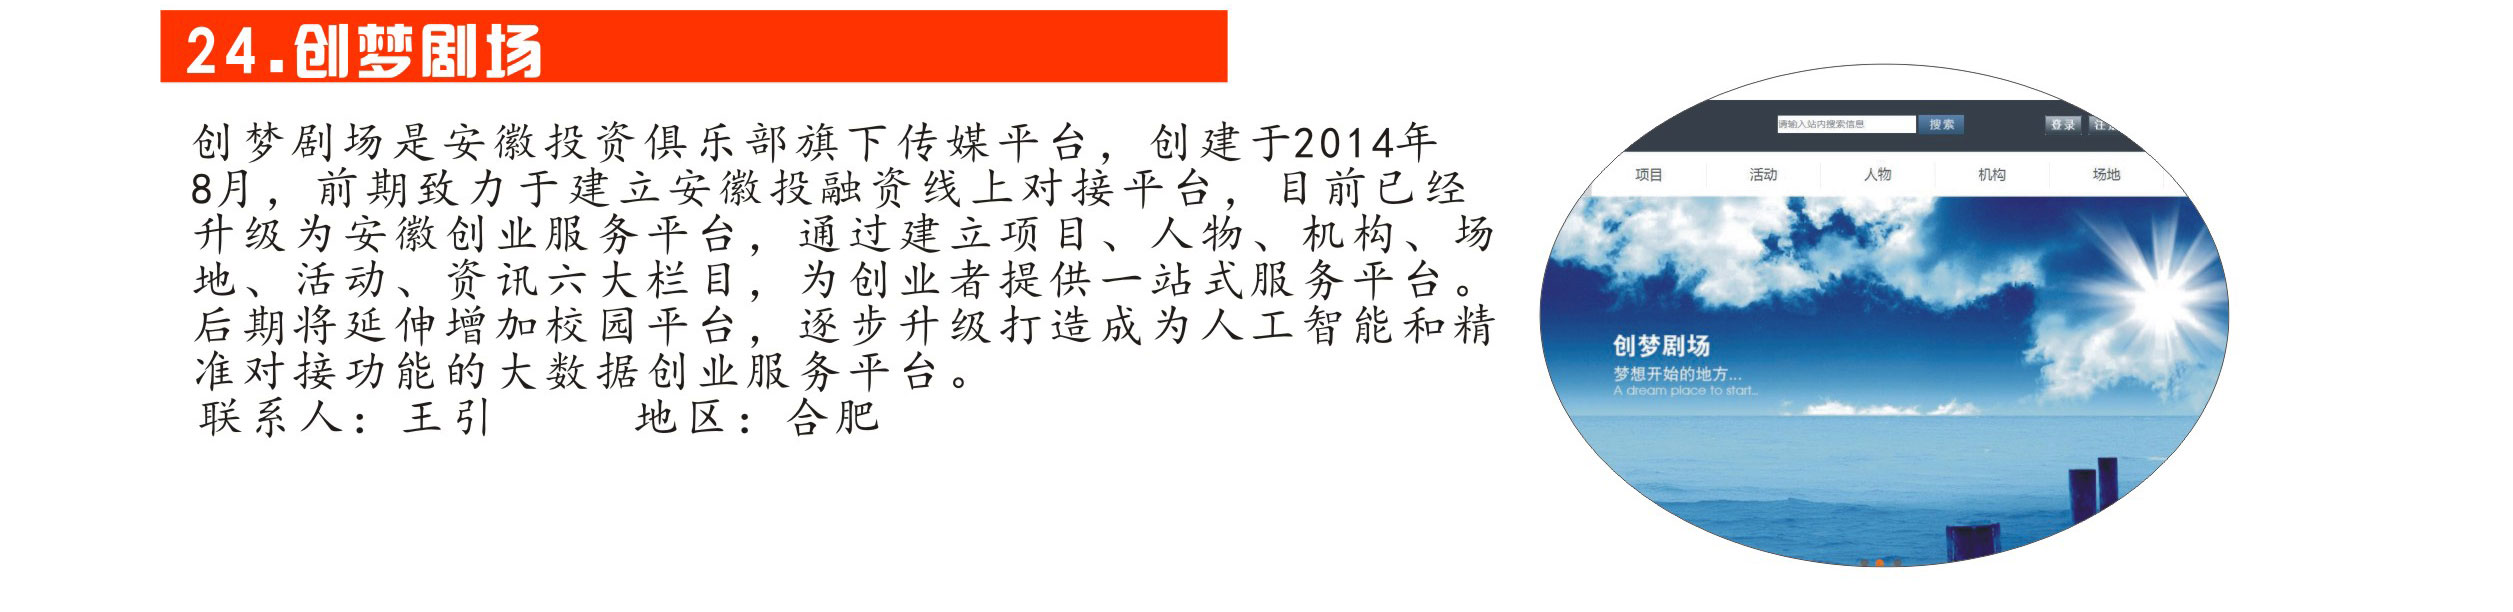 24.创梦剧场
创梦剧场是安徽投资俱乐部旗下传媒平台，创建于2014年
8月，前期致力于建立安徽投融资线上对接平台，目前已经
升级为安徽创业服务平台，通过建立项目、人物、机构、场
地、活动、资讯六大栏目，为创业者提供一站式服务平台。
后期将延伸增加校园平台，逐步升级打造成为人工智能和精
准对接功能的大数据创业服务平台。
联系人：王引 地区：合肥
请输入站内搜索信息 搜索 登录
项目 活动 人物 机构 场地
创梦剧场
梦想开始的地方...
A dream place to start...